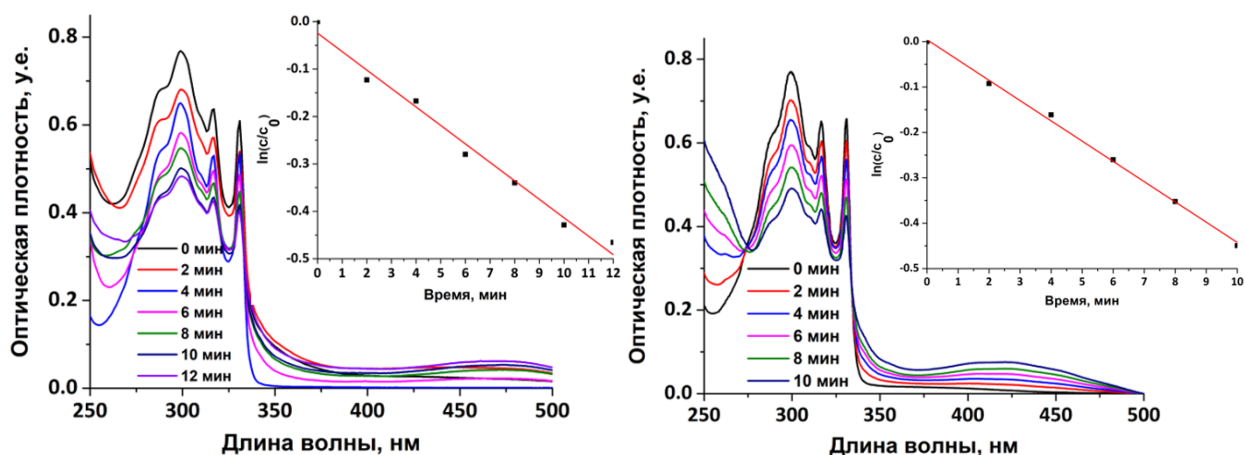 Оптическая плотность, у.е.
0.8
0.6
0.4
0.2
0.0
250
300
350
400
450
500
Длина волны, нм
0 мин
2 мин
4 мин
6 мин
8 мин
10 мин
12 мин
ln(c/c0)
0.0
-0.1
-0.2
-0.3
-0.4
-0.5
0 1 2 3 4 5 6 7 8 9 10 11 12
Время, мин
Оптическая плотность, у.е.
0.8
0.6
0.4
0.2
0.0
250
300
350
400
450
500
Длина волны, нм
0 мин
2 мин
4 мин
6 мин
8 мин
10 мин
ln(c/c0)
0.0
-0.1
-0.2
-0.3
-0.4
-0.5
0 1 2 3 4 5 6 7 8 9 10
Время, мин